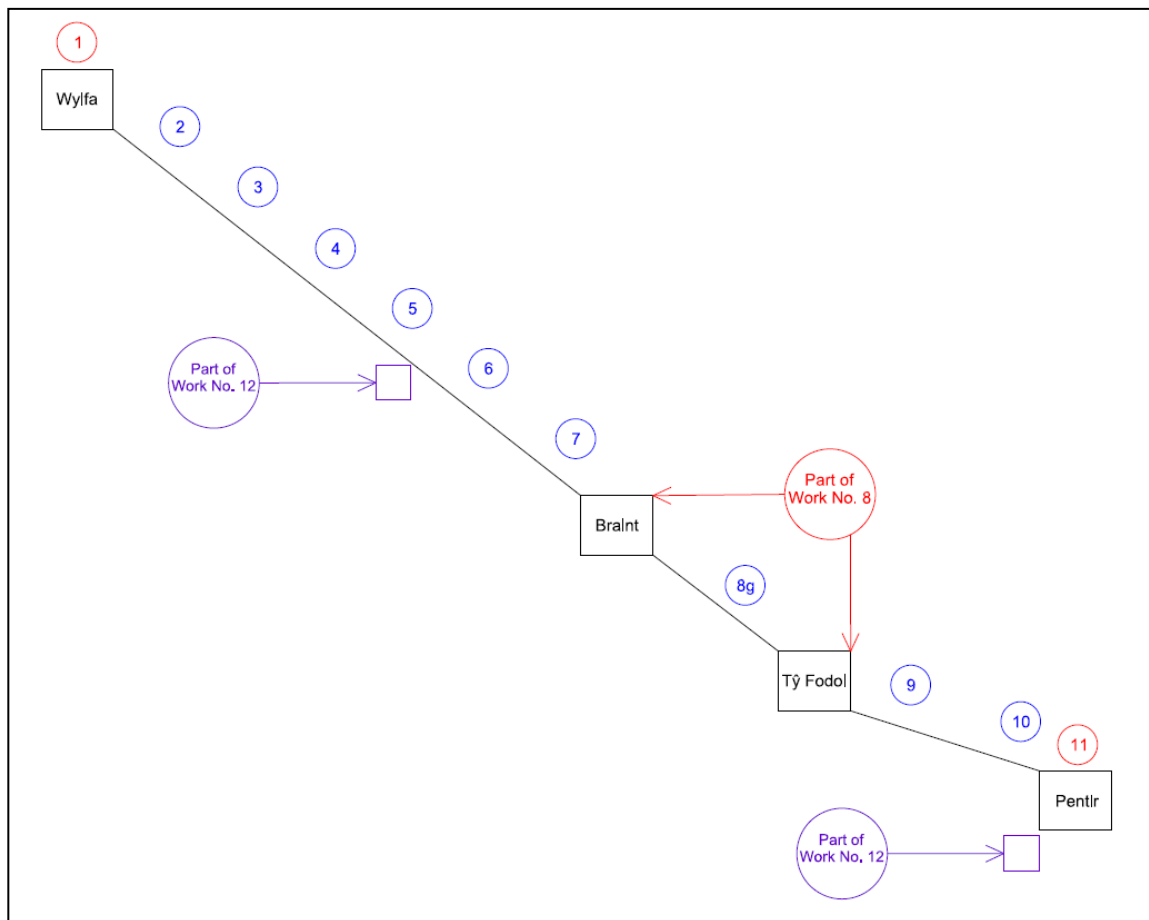 1
Wylfa
2
3
4
5
Part of
Work No. 12
6
7
Part of
Work No. 8
Braint
8g
Tŷ Fodol
9
10
11
Pentir
Part of
Work No. 12